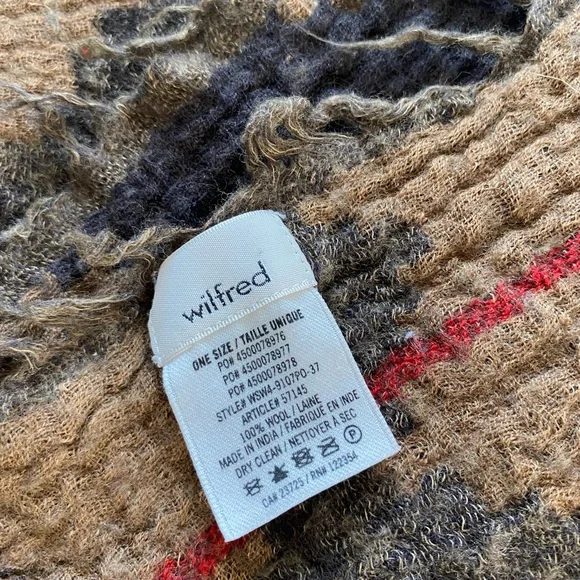 wilfred
ONE SIZE / TAILLE UNIQUE
PO# 4500078976
PO# 4500078977
PO# 4500078978
STYLE# WSW4-9107PO-37
ARTICLE# 57145
100% WOOL / LAINE
MADE IN INDIA / FABRIQUÉ EN INDE
DRY CLEAN / NETTOYER À SEC
P
CA# 23725 / RN# 122354